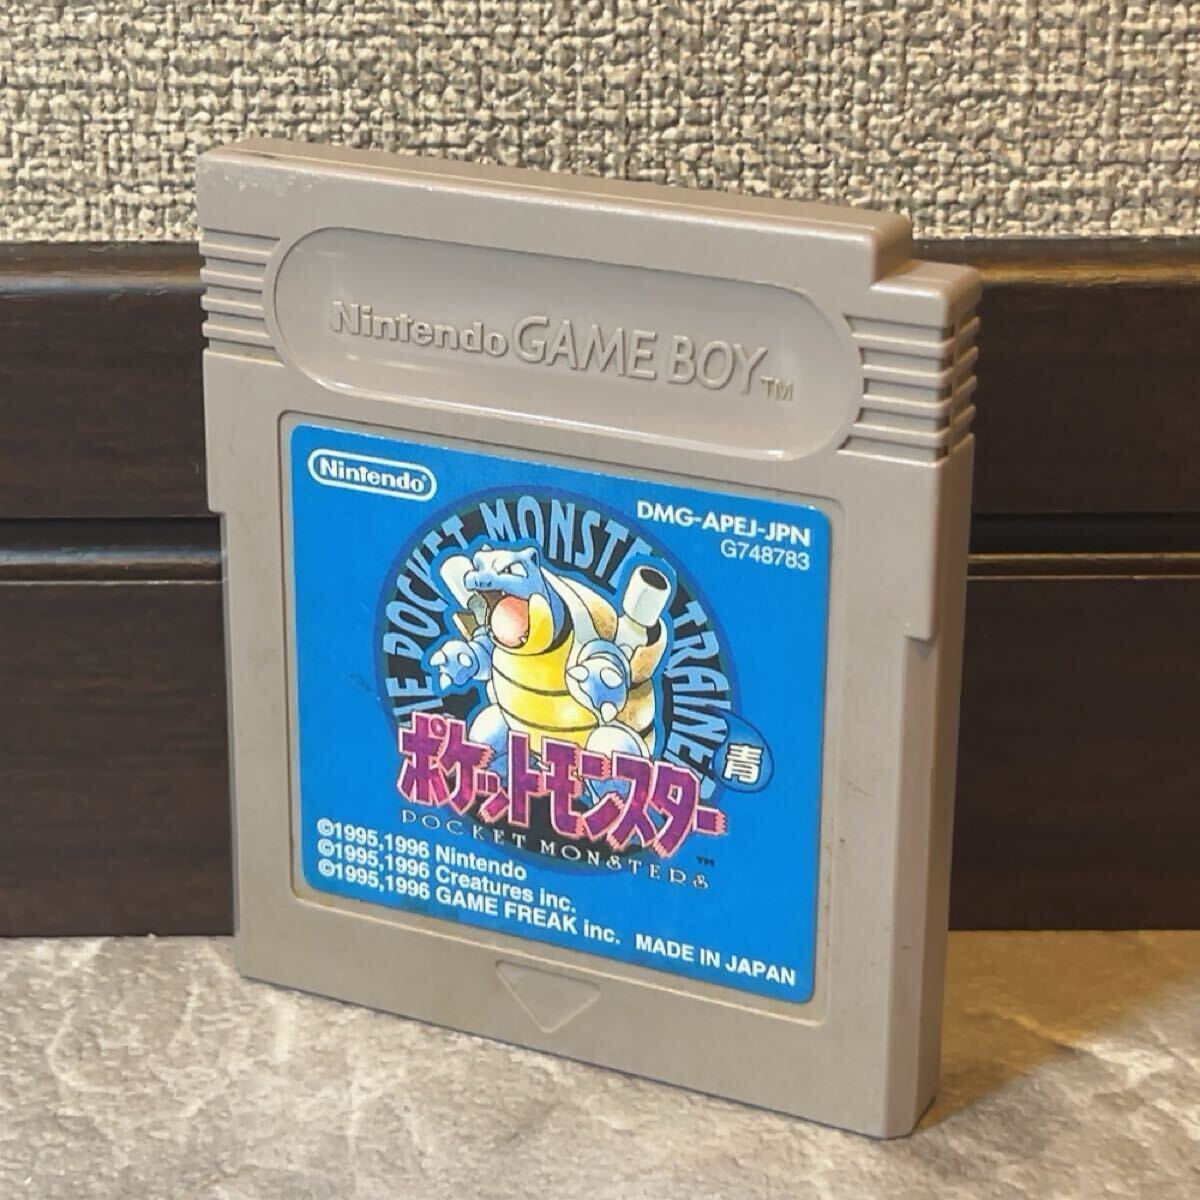 Nintendo GAME BOY TM
Nintendo®
DMG-APEJ-JPN
G748783
THE POCKET MONSTER TRAINER
青
ポケットモンスター
POCKET MONSTERS ™
©1995,1996 Nintendo
©1995,1996 Creatures inc.
©1995,1996 GAME FREAK inc.
MADE IN JAPAN